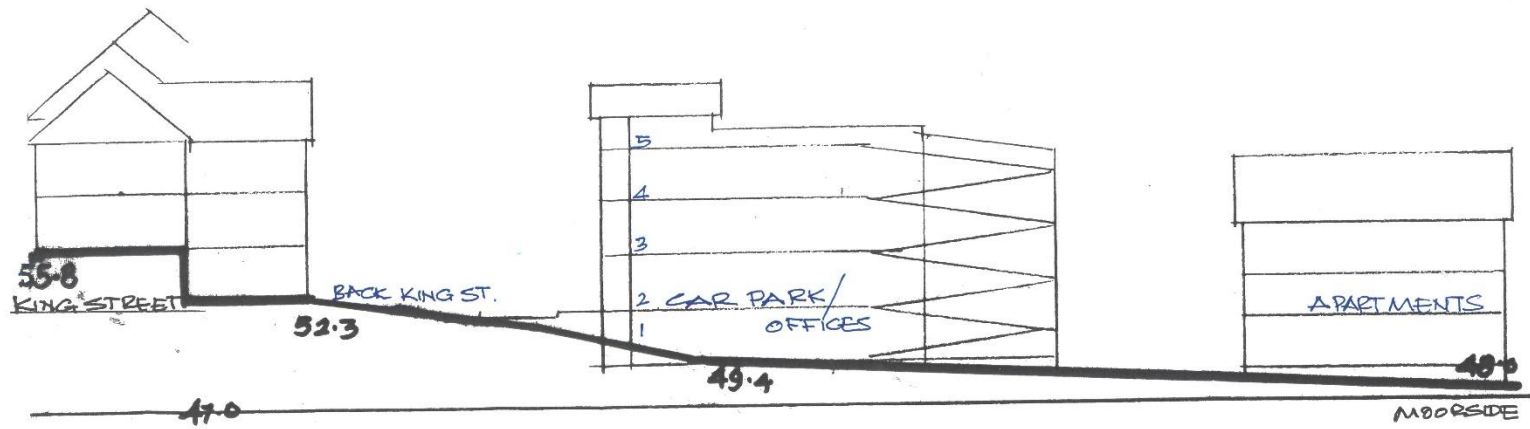 5
4
3
2
1
CAR PARK/
OFFICES
55.8
KING STREET
BACK KING ST.
52.3
49.4
APARTMENTS
47.0
MOORSIDE